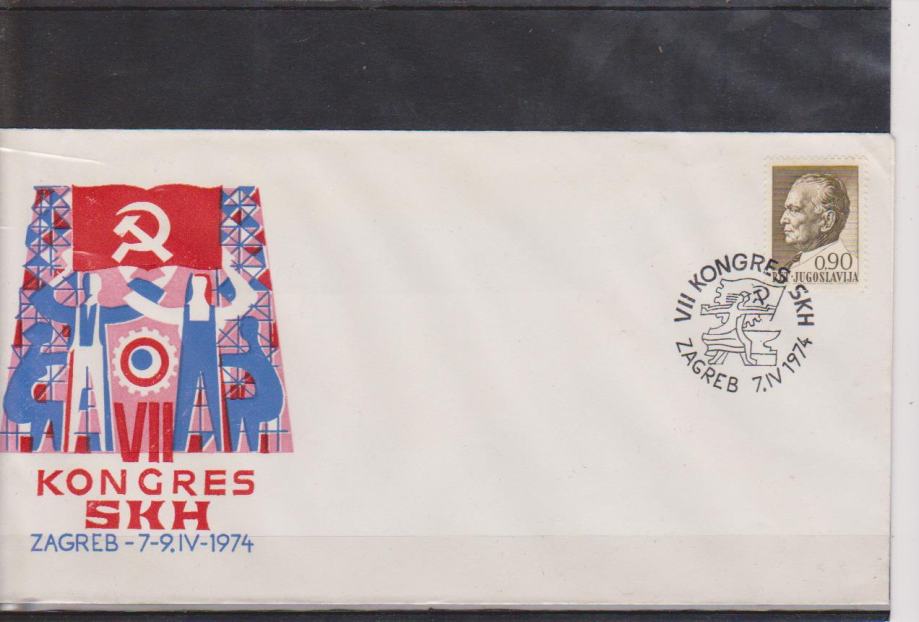 VII
KONGRES
SKH
ZAGREB - 7-9.IV-1974
0.90
JUGOSLAVIJA
VII KONGRES SKH
ZAGREB 7.IV 1974